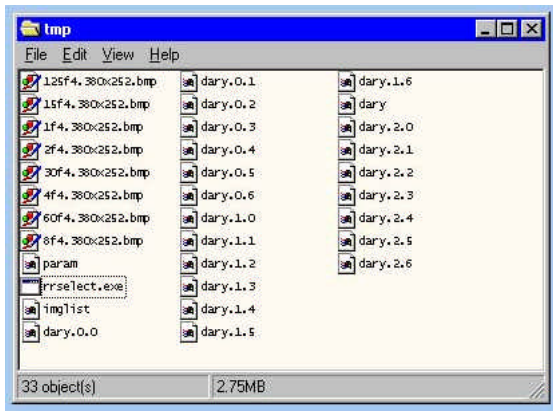 tmp
File Edit View Help
125f4.380x252.bmp
15f4.380x252.bmp
1f4.380x252.bmp
2f4.380x252.bmp
30f4.380x252.bmp
4f4.380x252.bmp
60f4.380x252.bmp
8f4.380x252.bmp
param
rrselect.exe
imglist
dary.0.0
dary.0.1
dary.0.2
dary.0.3
dary.0.4
dary.0.5
dary.0.6
dary.1.0
dary.1.1
dary.1.2
dary.1.3
dary.1.4
dary.1.5
dary.1.6
dary
dary.2.0
dary.2.1
dary.2.2
dary.2.3
dary.2.4
dary.2.5
dary.2.6
33 object(s) 2.75MB